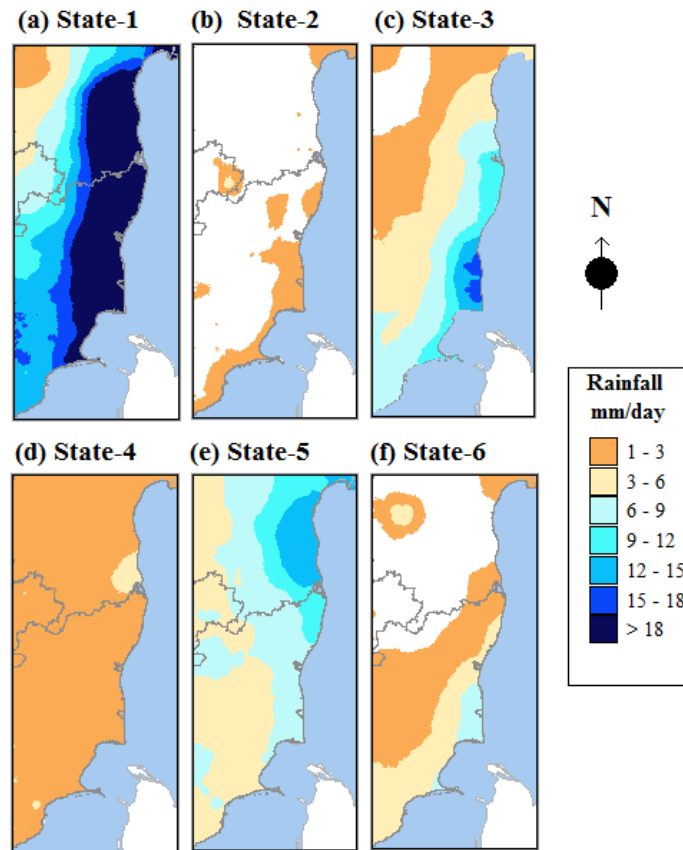 (a) State-1
(b) State-2
(c) State-3
N
Rainfall
mm/day
1 - 3
3 - 6
6 - 9
9 - 12
12 - 15
15 - 18
> 18
(d) State-4
(e) State-5
(f) State-6